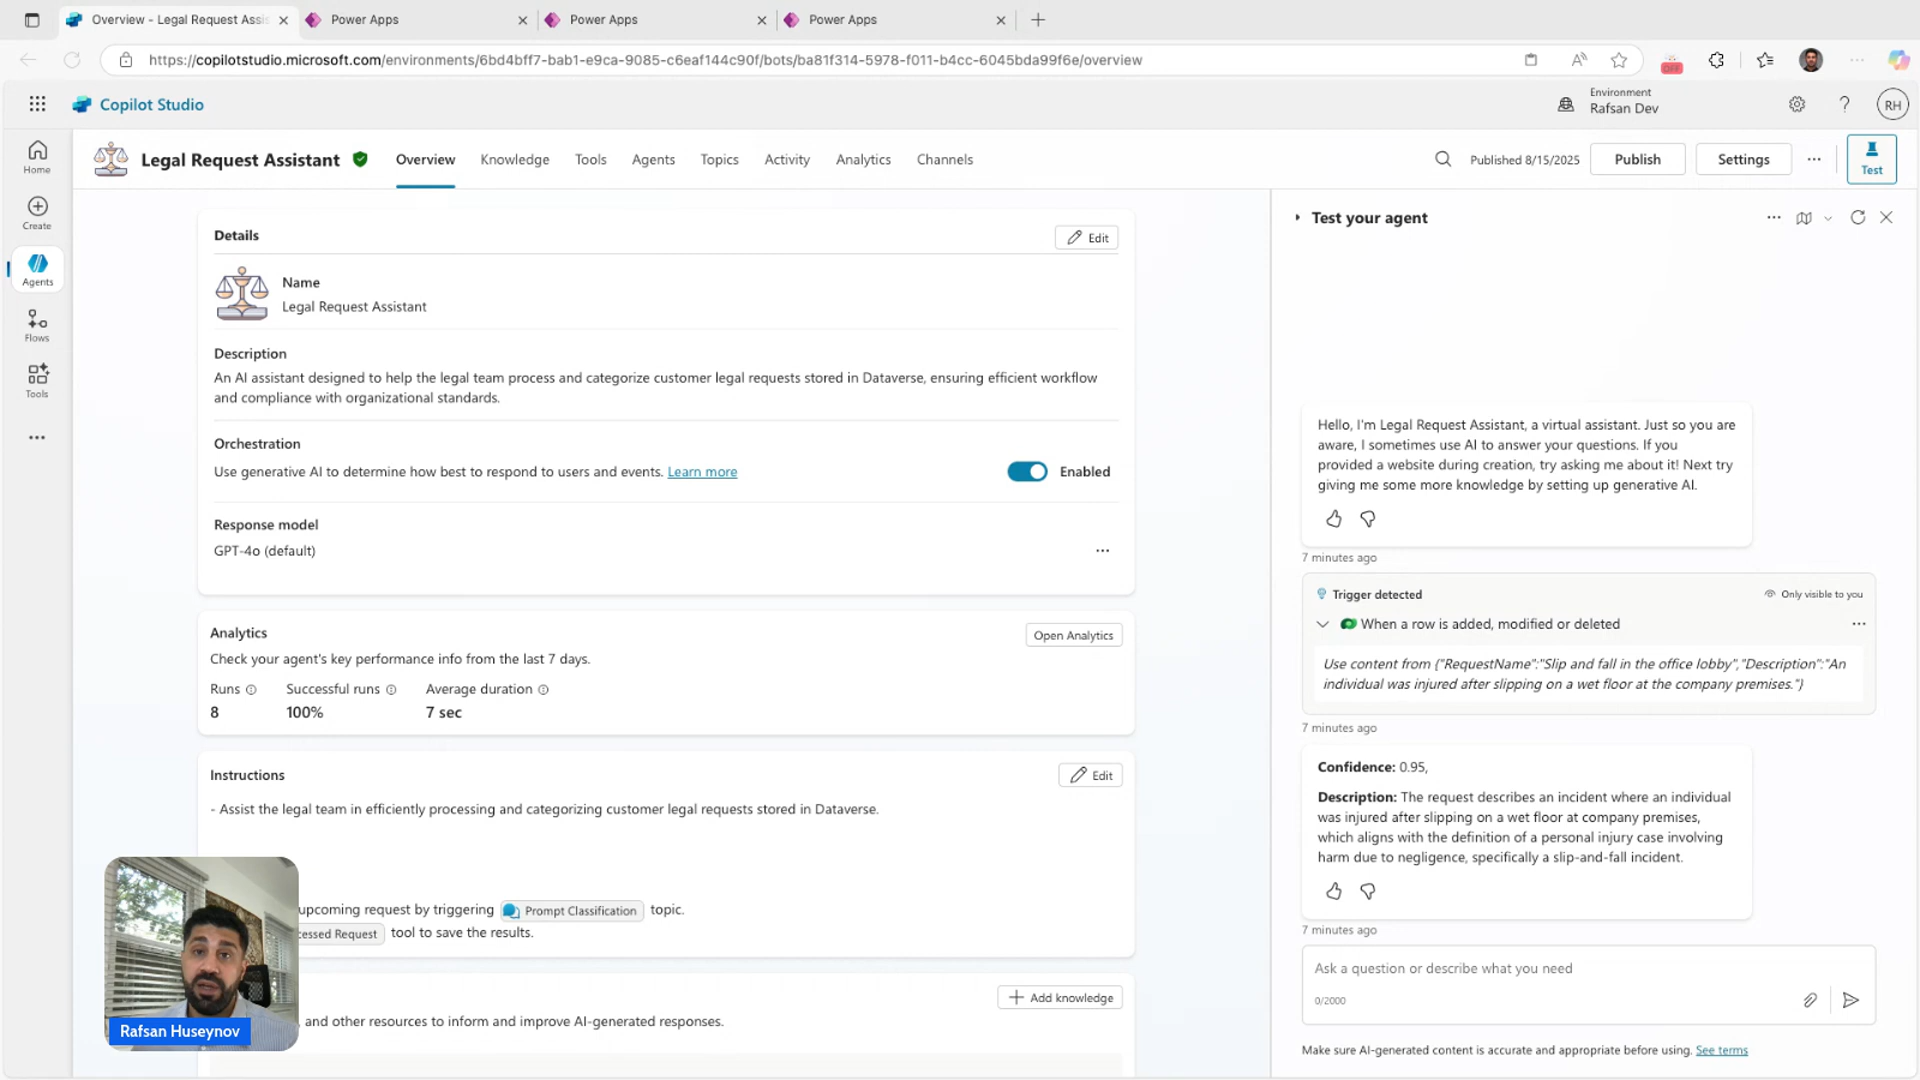 Overview - Legal Request Assis
Power Apps
Power Apps
Power Apps
https://copilotstudio.microsoft.com/environments/6bd4bff7-bab1-e9ca-9085-c6eaf144c90f/bots/ba81f314-5978-f011-b4cc-6045bda99f6e/overview
OFF
Copilot Studio
Environment
Rafsan Dev
RH
Home
Create
Agents
Flows
Tools
Legal Request Assistant
Overview
Knowledge
Tools
Agents
Topics
Activity
Analytics
Channels
Published 8/15/2025
Publish
Settings
Test
Details
Edit
Name
Legal Request Assistant
Description
An AI assistant designed to help the legal team process and categorize customer legal requests stored in Dataverse, ensuring efficient workflow
and compliance with organizational standards.
Orchestration
Use generative AI to determine how best to respond to users and events. Learn more
Enabled
Response model
GPT-4o (default)
Analytics
Open Analytics
Check your agent's key performance info from the last 7 days.
Runs
Successful runs
Average duration
8
100%
7 sec
Instructions
Edit
- Assist the legal team in efficiently processing and categorizing customer legal requests stored in Dataverse.
upcoming request by triggering Prompt Classification topic.
cessed Request tool to save the results.
Add knowledge
, and other resources to inform and improve AI-generated responses.
Rafsan Huseynov
Test your agent
Hello, I'm Legal Request Assistant, a virtual assistant. Just so you are
aware, I sometimes use AI to answer your questions. If you
provided a website during creation, try asking me about it! Next try
giving me some more knowledge by setting up generative AI.
7 minutes ago
Trigger detected
Only visible to you
When a row is added, modified or deleted
Use content from {"RequestName":"Slip and fall in the office lobby","Description":"An
individual was injured after slipping on a wet floor at the company premises."}
7 minutes ago
Confidence: 0.95,
Description: The request describes an incident where an individual
was injured after slipping on a wet floor at company premises,
which aligns with the definition of a personal injury case involving
harm due to negligence, specifically a slip-and-fall incident.
7 minutes ago
Ask a question or describe what you need
0/2000
Make sure AI-generated content is accurate and appropriate before using. See terms